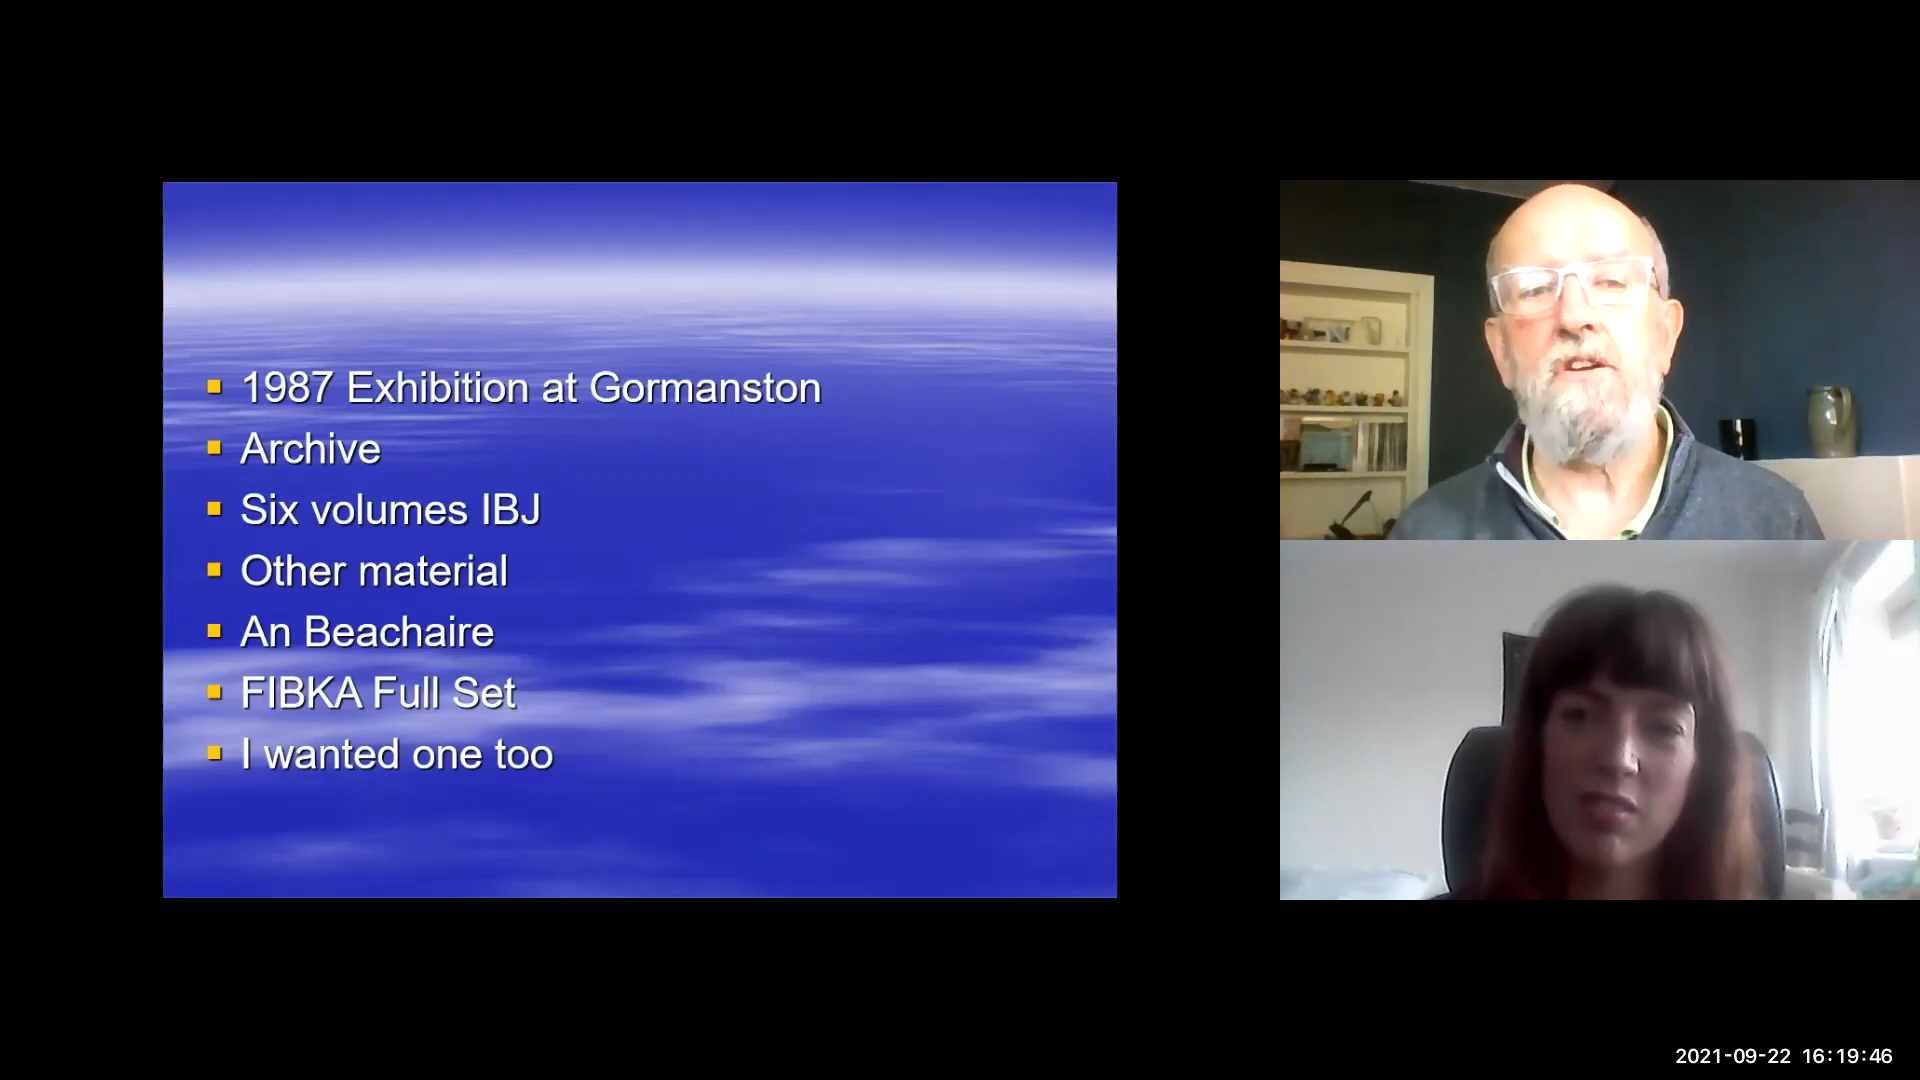 1987 Exhibition at Gormanston
Archive
Six volumes IBJ
Other material
An Beachaire
FIBKA Full Set
I wanted one too
2021-09-22 16:19:46